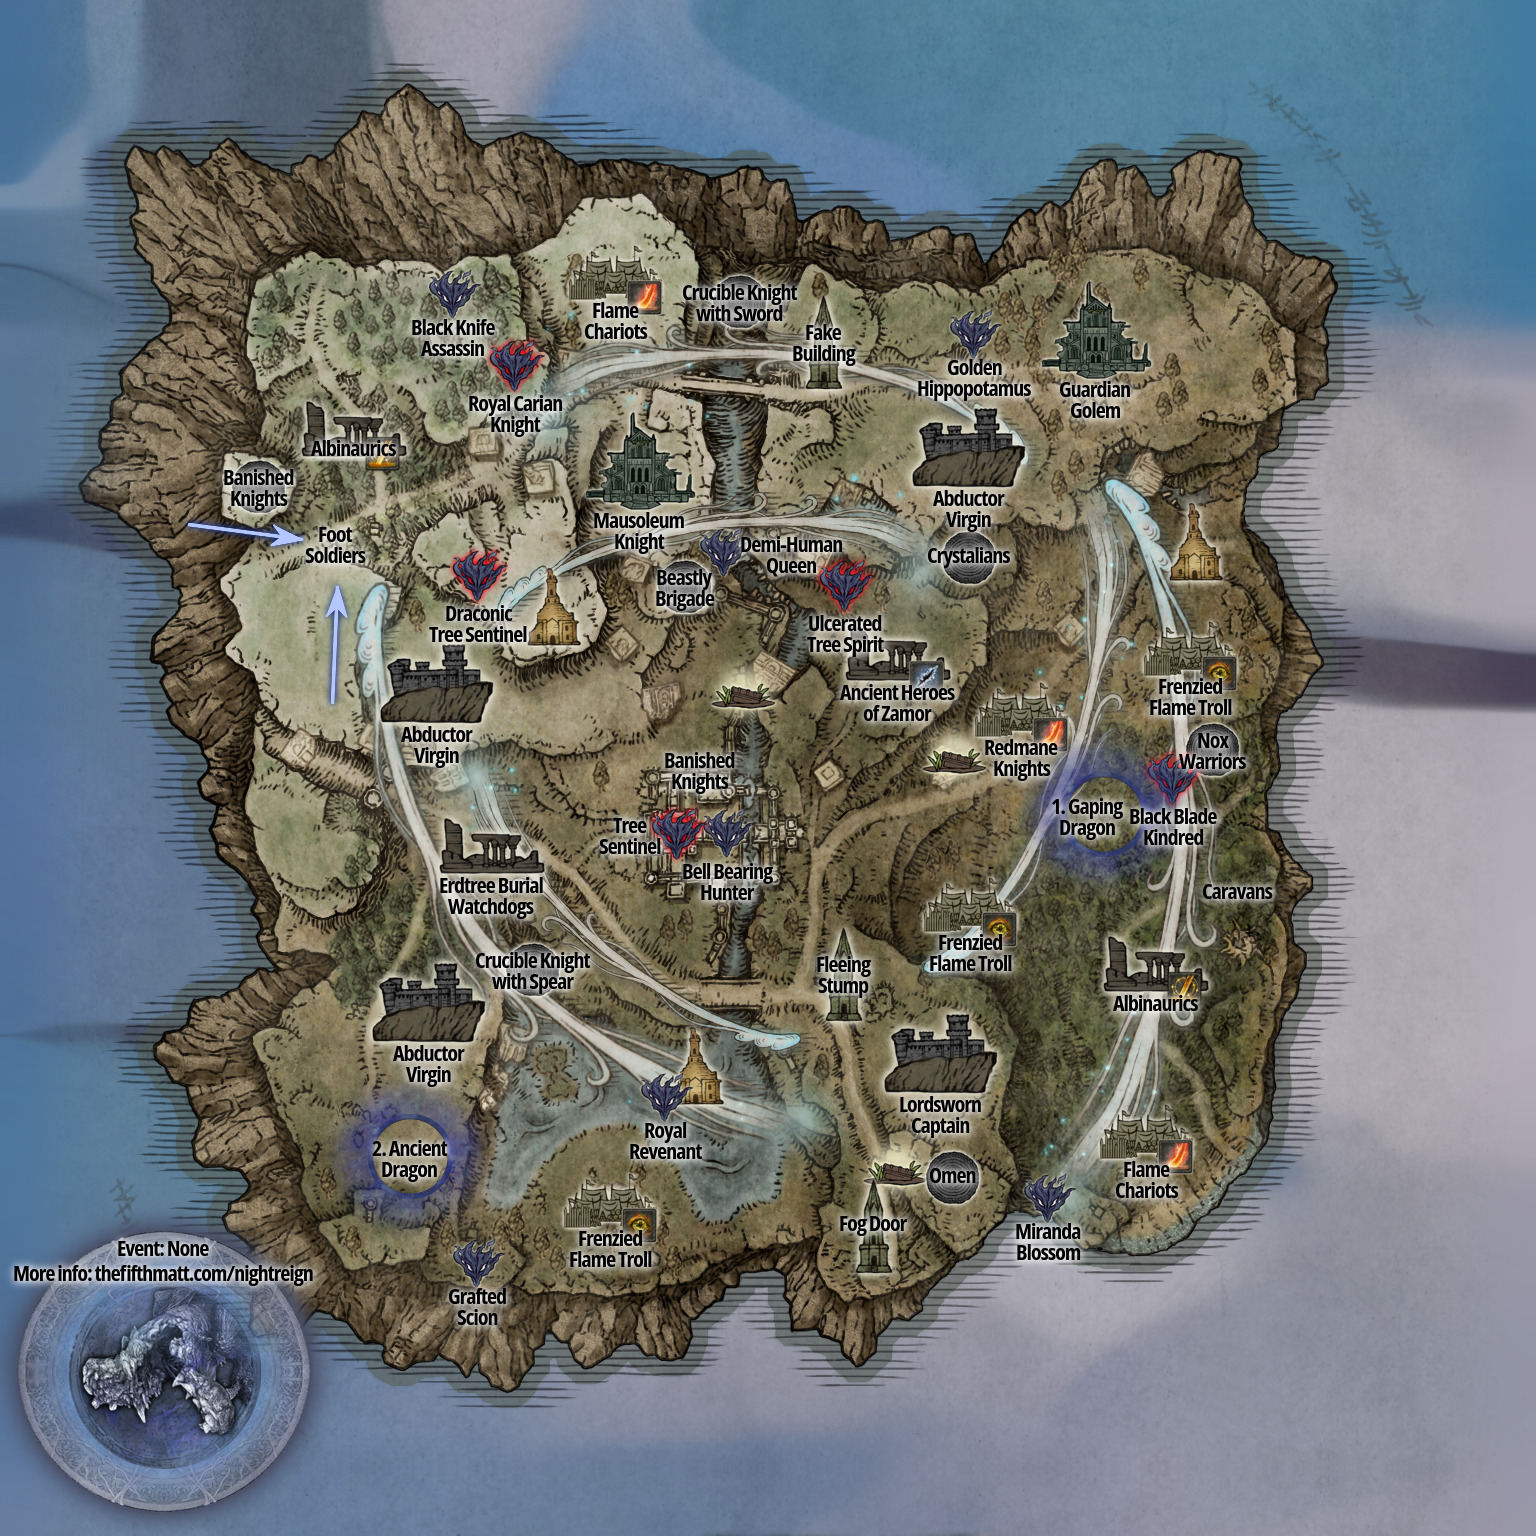 Black Knife
Assassin
Flame
Chariots
Crucible Knight
with Sword
Fake
Building
Golden
Hippopotamus
Guardian
Golem
Royal Carian
Knight
Albinaurics
Banished
Knights
Foot
Soldiers
Mausoleum
Knight
Abductor
Virgin
Demi-Human
Queen
Crystalians
Beastly
Brigade
Draconic
Tree Sentinel
Ulcerated
Tree Spirit
Ancient Heroes
of Zamor
Frenzied
Flame Troll
Abductor
Virgin
Redmane
Knights
Nox
Warriors
Banished
Knights
Tree
Sentinel
1. Gaping
Dragon
Black Blade
Kindred
Bell Bearing
Hunter
Erdtree Burial
Watchdogs
Caravans
Crucible Knight
with Spear
Fleeing
Stump
Frenzied
Flame Troll
Albinaurics
Abductor
Virgin
Lordsworn
Captain
Royal
Revenant
2. Ancient
Dragon
Omen
Flame
Chariots
Fog Door
Miranda
Blossom
Frenzied
Flame Troll
Grafted
Scion
Event: None
More info: thefifthmatt.com/nightreign